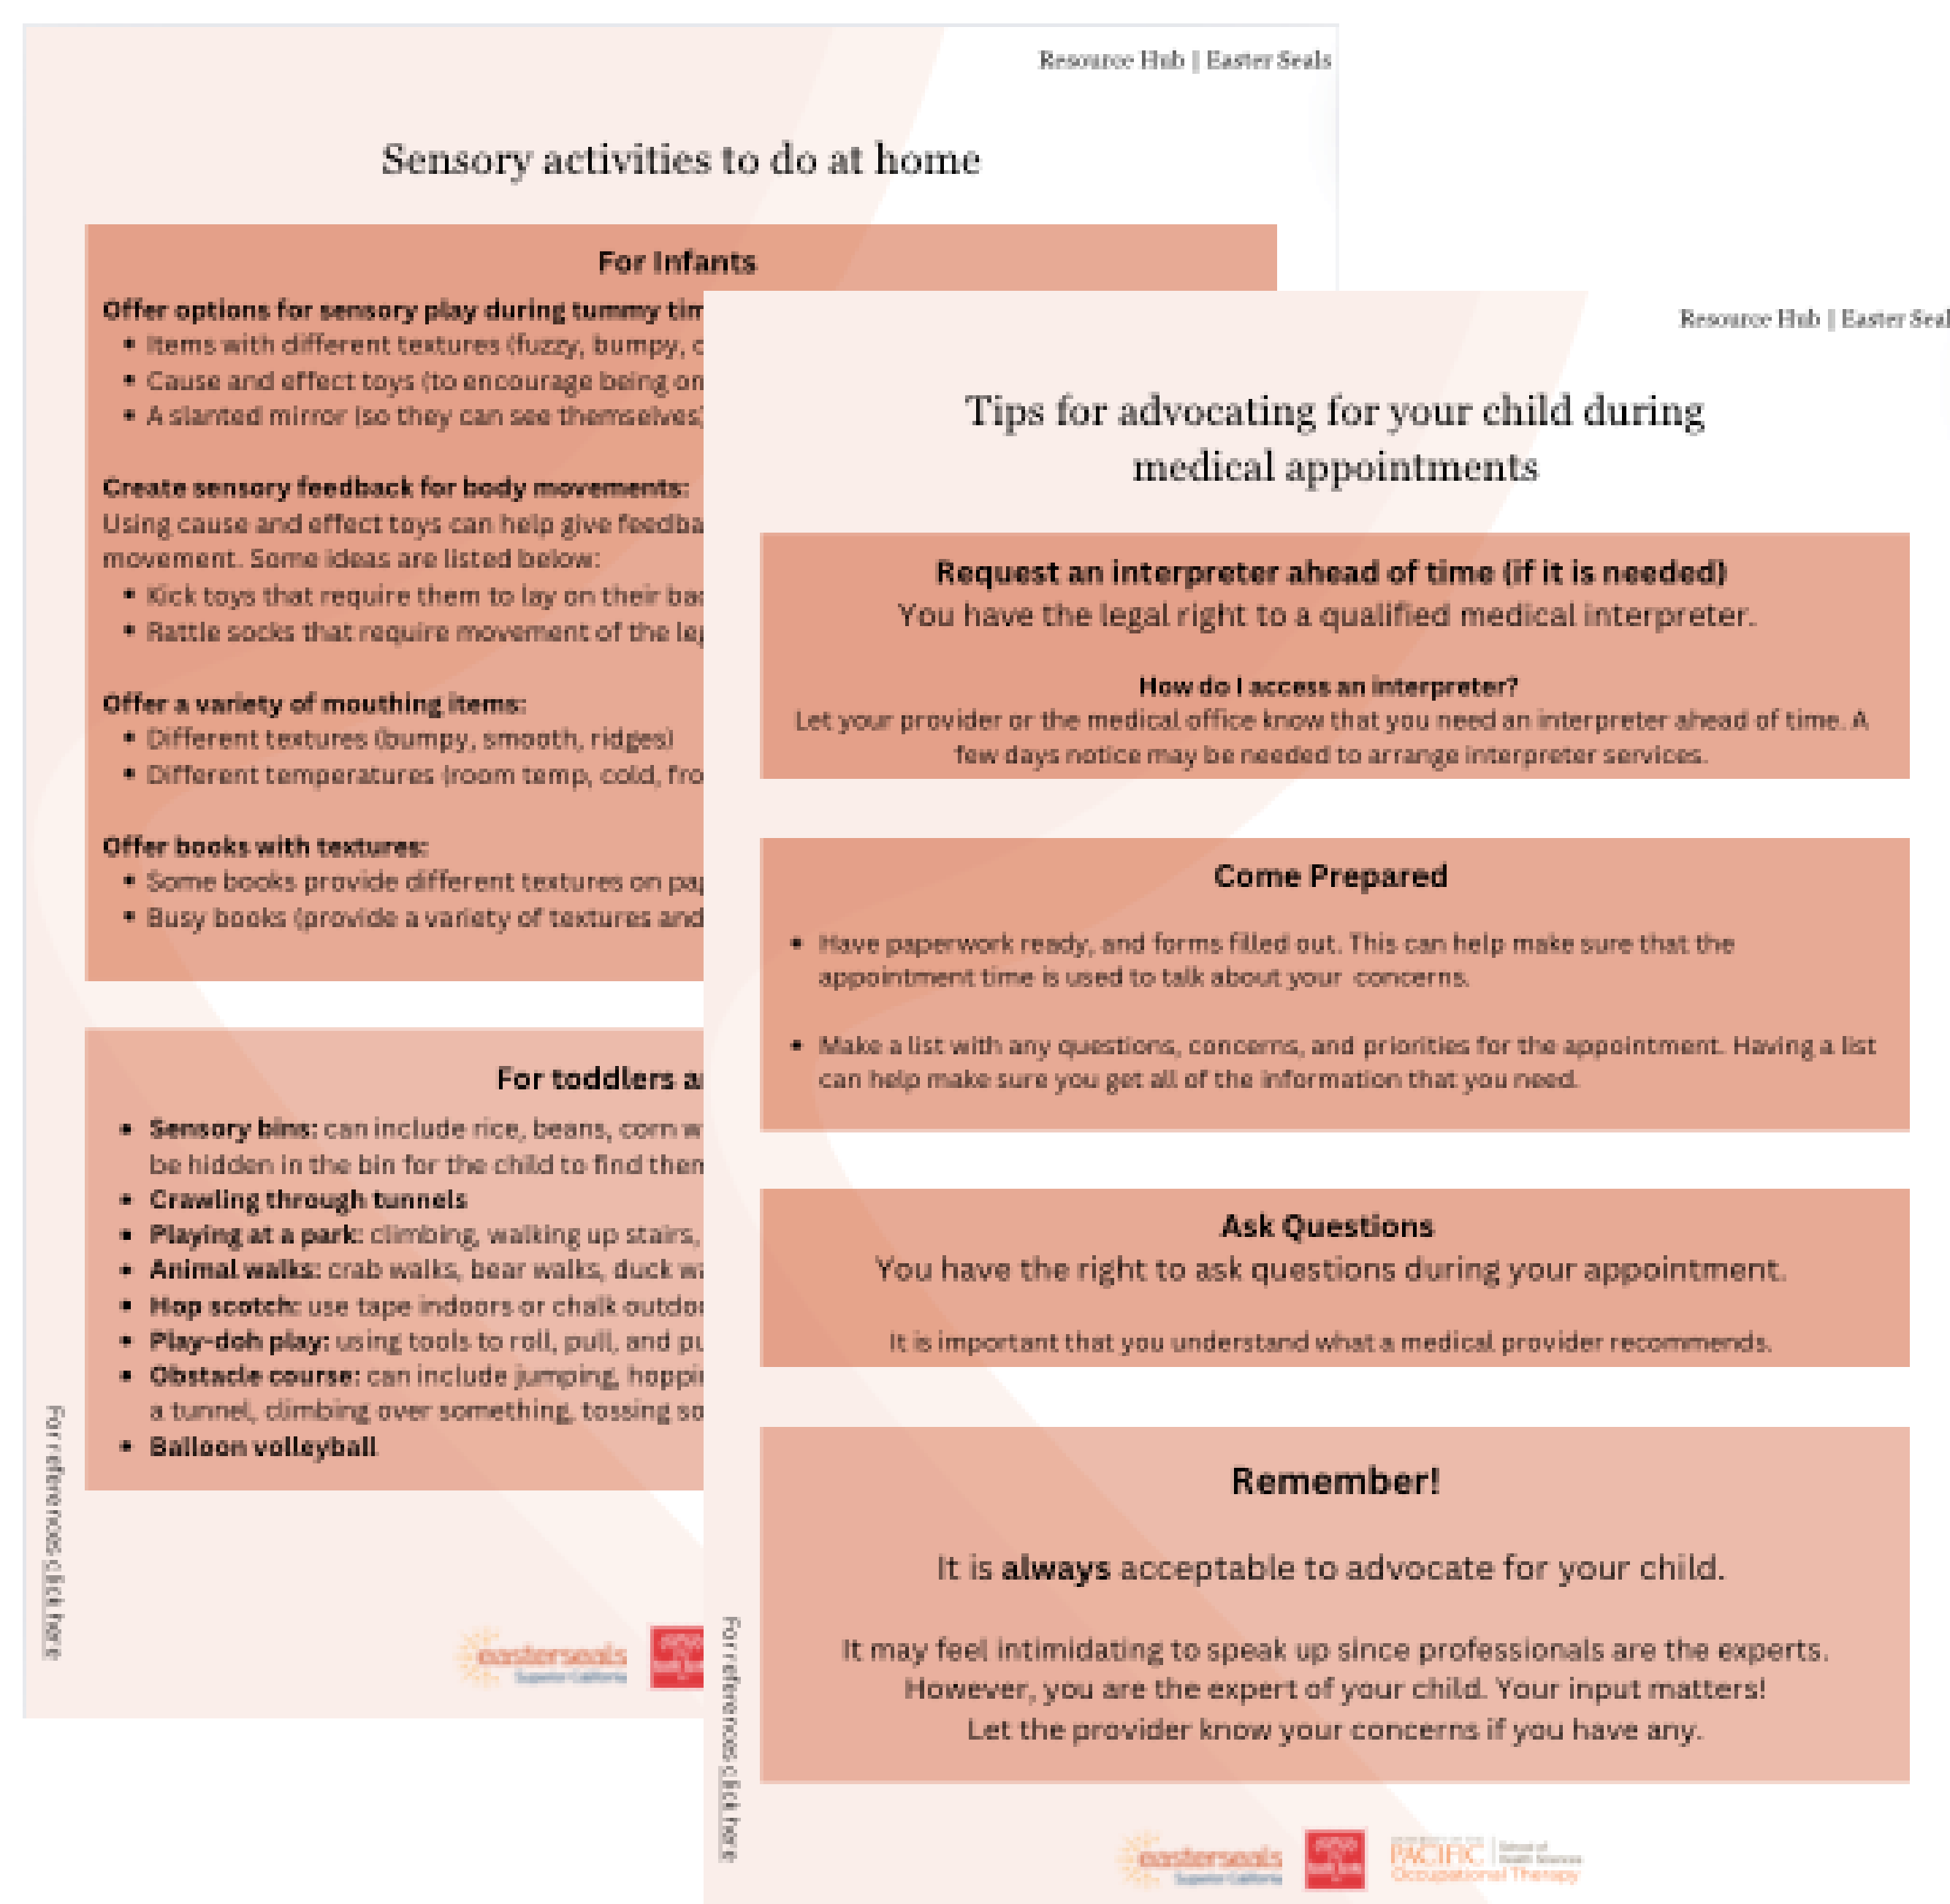 Resource Hub | Easter Seals
Sensory activities to do at home
For Infants
Offer options for sensory play during tummy tim
Items with different textures (fuzzy, bumpy, c
Cause and effect toys (to encourage being on
A slanted mirror (so they can see themselves)
Create sensory feedback for body movements:
Using cause and effect toys can help give feedba
movement. Some ideas are listed below:
Kick toys that require them to lay on their bac
Rattle socks that require movement of the leg
Offer a variety of mouthing items:
Different textures (bumpy, smooth, ridges)
Different temperatures (room temp, cold, fro
Offer books with textures:
Some books provide different textures on pag
Busy books (provide a variety of textures and
For toddlers a
Sensory bins: can include rice, beans, corn w
be hidden in the bin for the child to find them
Crawling through tunnels
Playing at a park: climbing, walking up stairs,
Animal walks: crab walks, bear walks, duck wa
Hop scotch: use tape indoors or chalk outdoo
Play-doh play: using tools to roll, pull, and pu
Obstacle course: can include jumping, hoppin
a tunnel, climbing over something, tossing so
Balloon volleyball
For references click here
easterseals
Superior California
Resource Hub | Easter Seal
Tips for advocating for your child during
medical appointments
Request an interpreter ahead of time (if it is needed)
You have the legal right to a qualified medical interpreter.
How do I access an interpreter?
Let your provider or the medical office know that you need an interpreter ahead of time. A
few days notice may be needed to arrange interpreter services.
Come Prepared
Have paperwork ready, and forms filled out. This can help make sure that the
appointment time is used to talk about your concerns.
Make a list with any questions, concerns, and priorities for the appointment. Having a list
can help make sure you get all of the information that you need.
Ask Questions
You have the right to ask questions during your appointment.
It is important that you understand what a medical provider recommends.
Remember!
It is always acceptable to advocate for your child.
It may feel intimidating to speak up since professionals are the experts.
However, you are the expert of your child. Your input matters!
Let the provider know your concerns if you have any.
For references click here
easterseals
Superior California
PACIFIC
School of
Health Sciences
Occupational Therapy